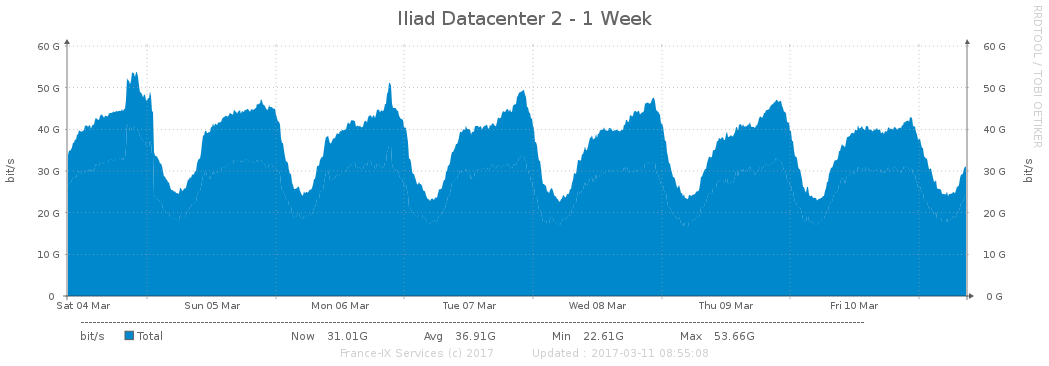 Iliad Datacenter 2 - 1 Week
RRDTOOL / TOBI OETIKER
60 G 60 G
50 G 50 G
40 G 40 G
30 G 30 G
20 G 20 G
10 G 10 G
0 0 G
bit/s bit/s
Sat 04 Mar Sun 05 Mar Mon 06 Mar Tue 07 Mar Wed 08 Mar Thu 09 Mar Fri 10 Mar
bit/s Total Now 31.01G Avg 36.91G Min 22.61G Max 53.66G
France-IX Services (c) 2017 Updated : 2017-03-11 08:55:08